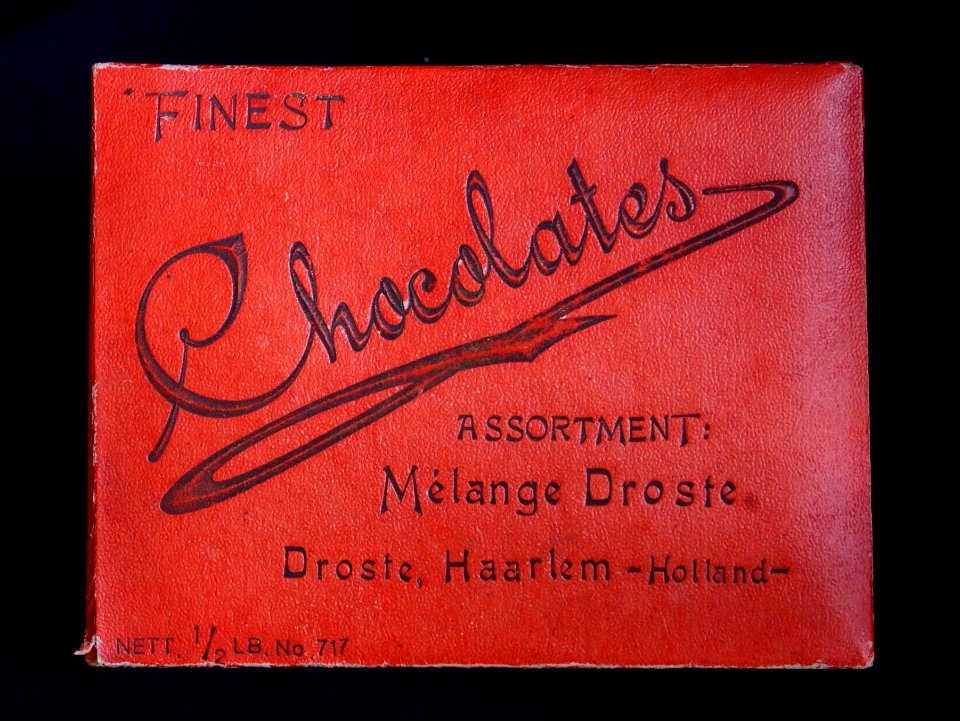 FINEST
Chocolates
ASSORTMENT:
Mélange Droste
Droste, Haarlem -Holland-
NETT. 1/2 LB. No. 717